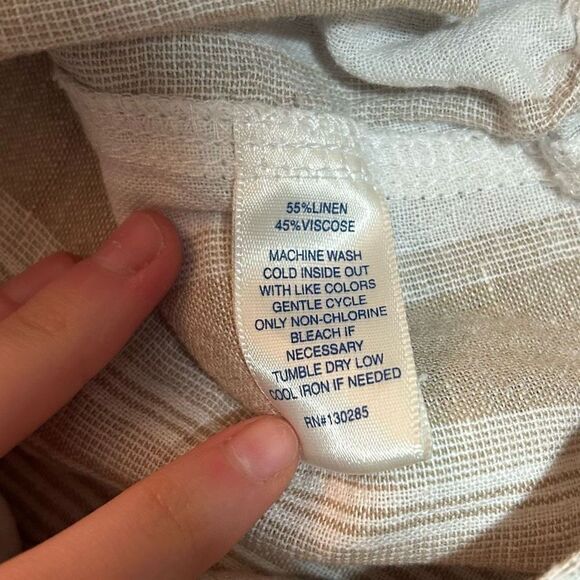 55%LINEN
45%VISCOSE
MACHINE WASH
COLD INSIDE OUT
WITH LIKE COLORS
GENTLE CYCLE
ONLY NON-CHLORINE
BLEACH IF
NECESSARY
TUMBLE DRY LOW
COOL IRON IF NEEDED
RN#130285